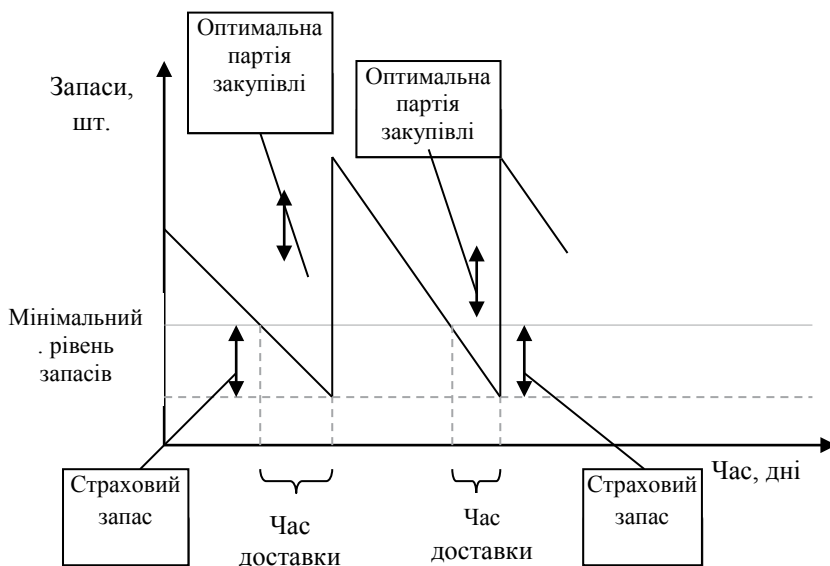 Оптимальна
партія
закупівлі
Оптимальна
партія
закупівлі
Запаси,
шт.
Мінімальний
. рівень
запасів
Страховий
запас
Час
доставки
Час
доставки
Страховий
запас
Час, дні